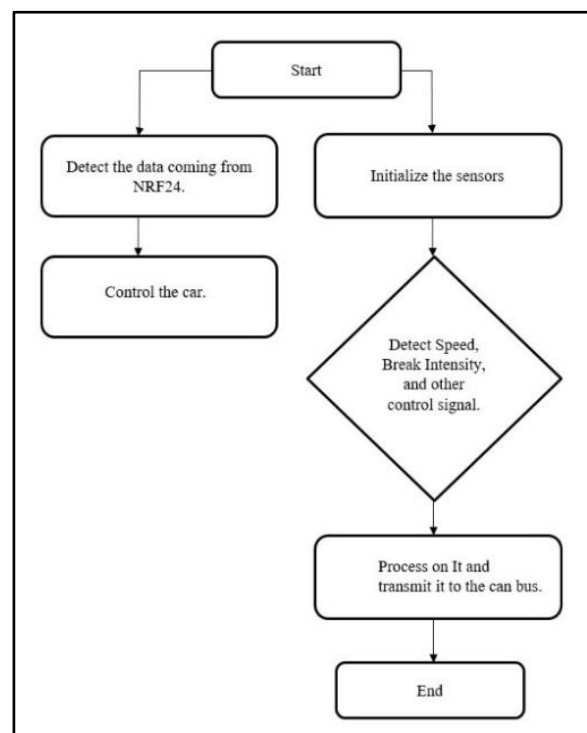 Start
Detect the data coming from
NRF24.
Control the car.
Initialize the sensors
Detect Speed,
Break Intensity,
and other
control signal.
Process on It and
transmit it to the can bus.
End